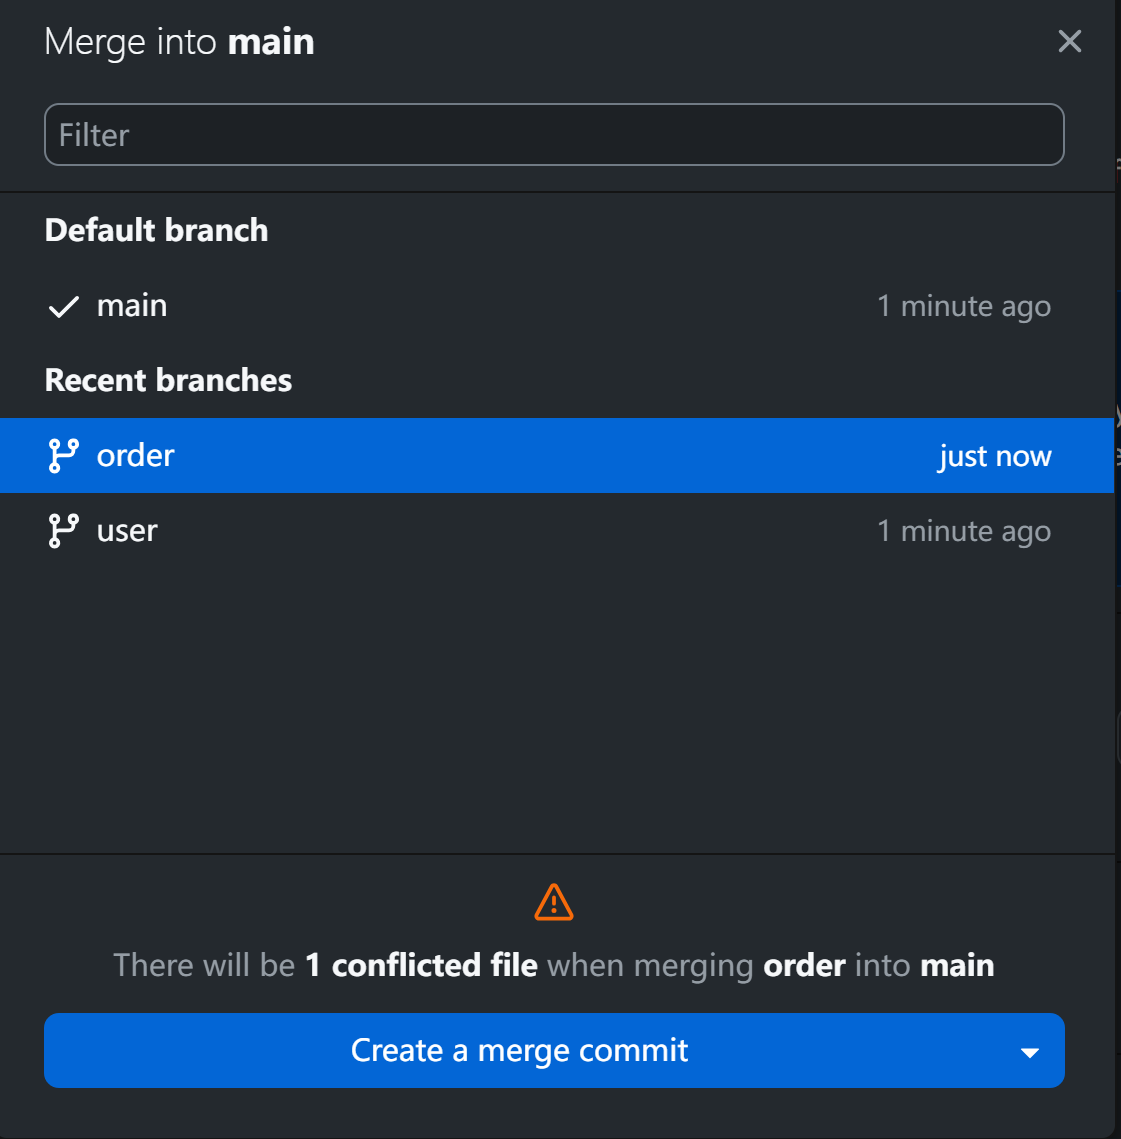 Merge into main
Filter
Default branch
main 1 minute ago
Recent branches
order just now
user 1 minute ago
There will be 1 conflicted file when merging order into main
Create a merge commit